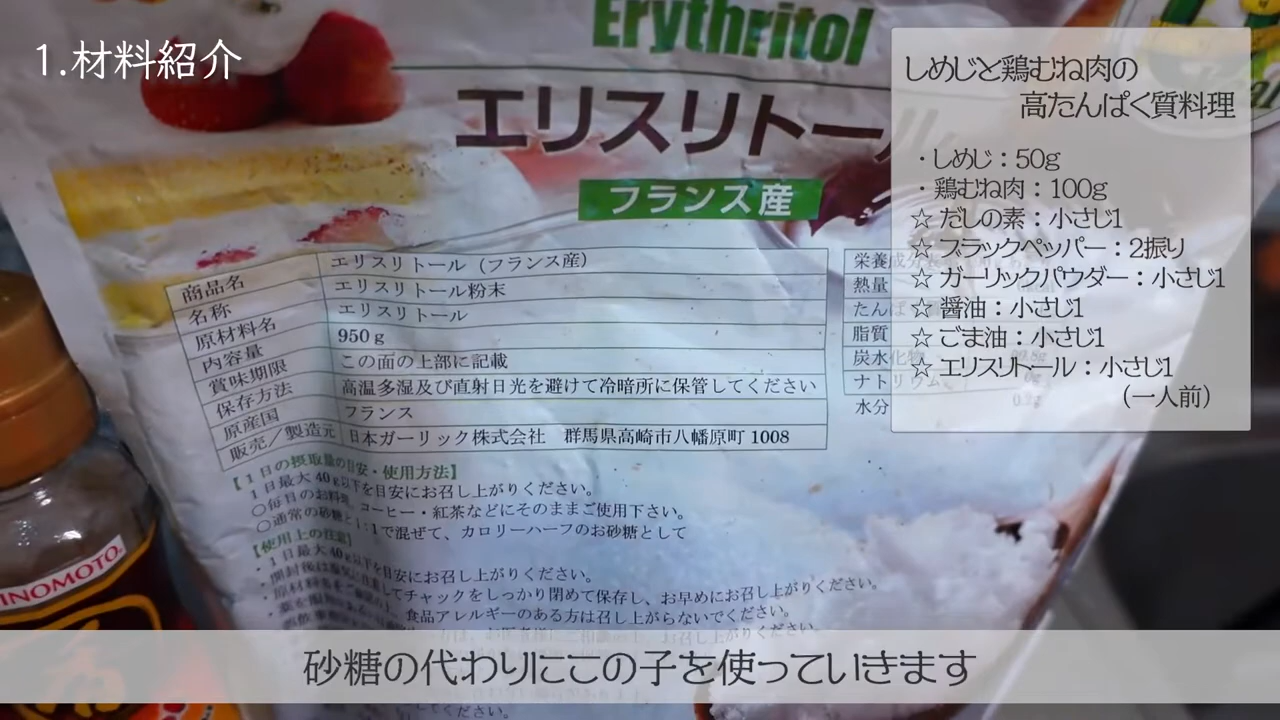 1.材料紹介
Erythritol
エリスリトール
フランス産
商品名 エリスリトール（フランス産）
名称 エリスリトール粉末
原材料名 エリスリトール
内容量 950g
賞味期限 この面の上部に記載
保存方法 高温多湿及び直射日光を避けて冷暗所に保管してください
原産国 フランス
販売／製造元 日本ガーリック株式会社 群馬県高崎市八幡原町1008
【1日の摂取量の目安・使用方法】
1日最大40g以下を目安にお召し上がりください。
○毎日のお料理、コーヒー・紅茶などにそのままご使用下さい。
○通常の砂糖と1:1で混ぜて、カロリーハーフのお砂糖として
【使用上の注意】
・1日最大40g以下を目安にお召し上がりください。
チャックをしっかり閉めて保存し、お早めにお召し上がりください。
食品アレルギーのある方は召し上がらないでください。
ください。
栄養成分
熱量
たんぱ
脂質
炭水化物
ナトリウム
水分
しめじと鶏むね肉の
高たんぱく質料理
・しめじ：50g
・鶏むね肉：100g
☆ だしの素：小さじ1
☆ ブラックペッパー：2振り
☆ ガーリックパウダー：小さじ1
☆ 醤油：小さじ1
☆ ごま油：小さじ1
☆ エリスリトール：小さじ1
（一人前）
INOMOTO
砂糖の代わりにこの子を使っていきます